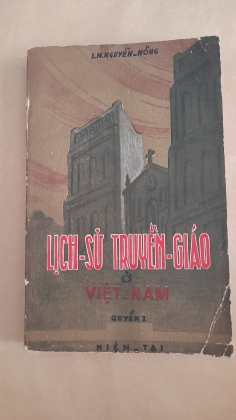 L.M. NGUYỄN-HỒNG
LỊCH-SỬ TRUYỀN-GIÁO
Ở
VIỆT-NAM
QUYỂN I
HIỆN-TẠI